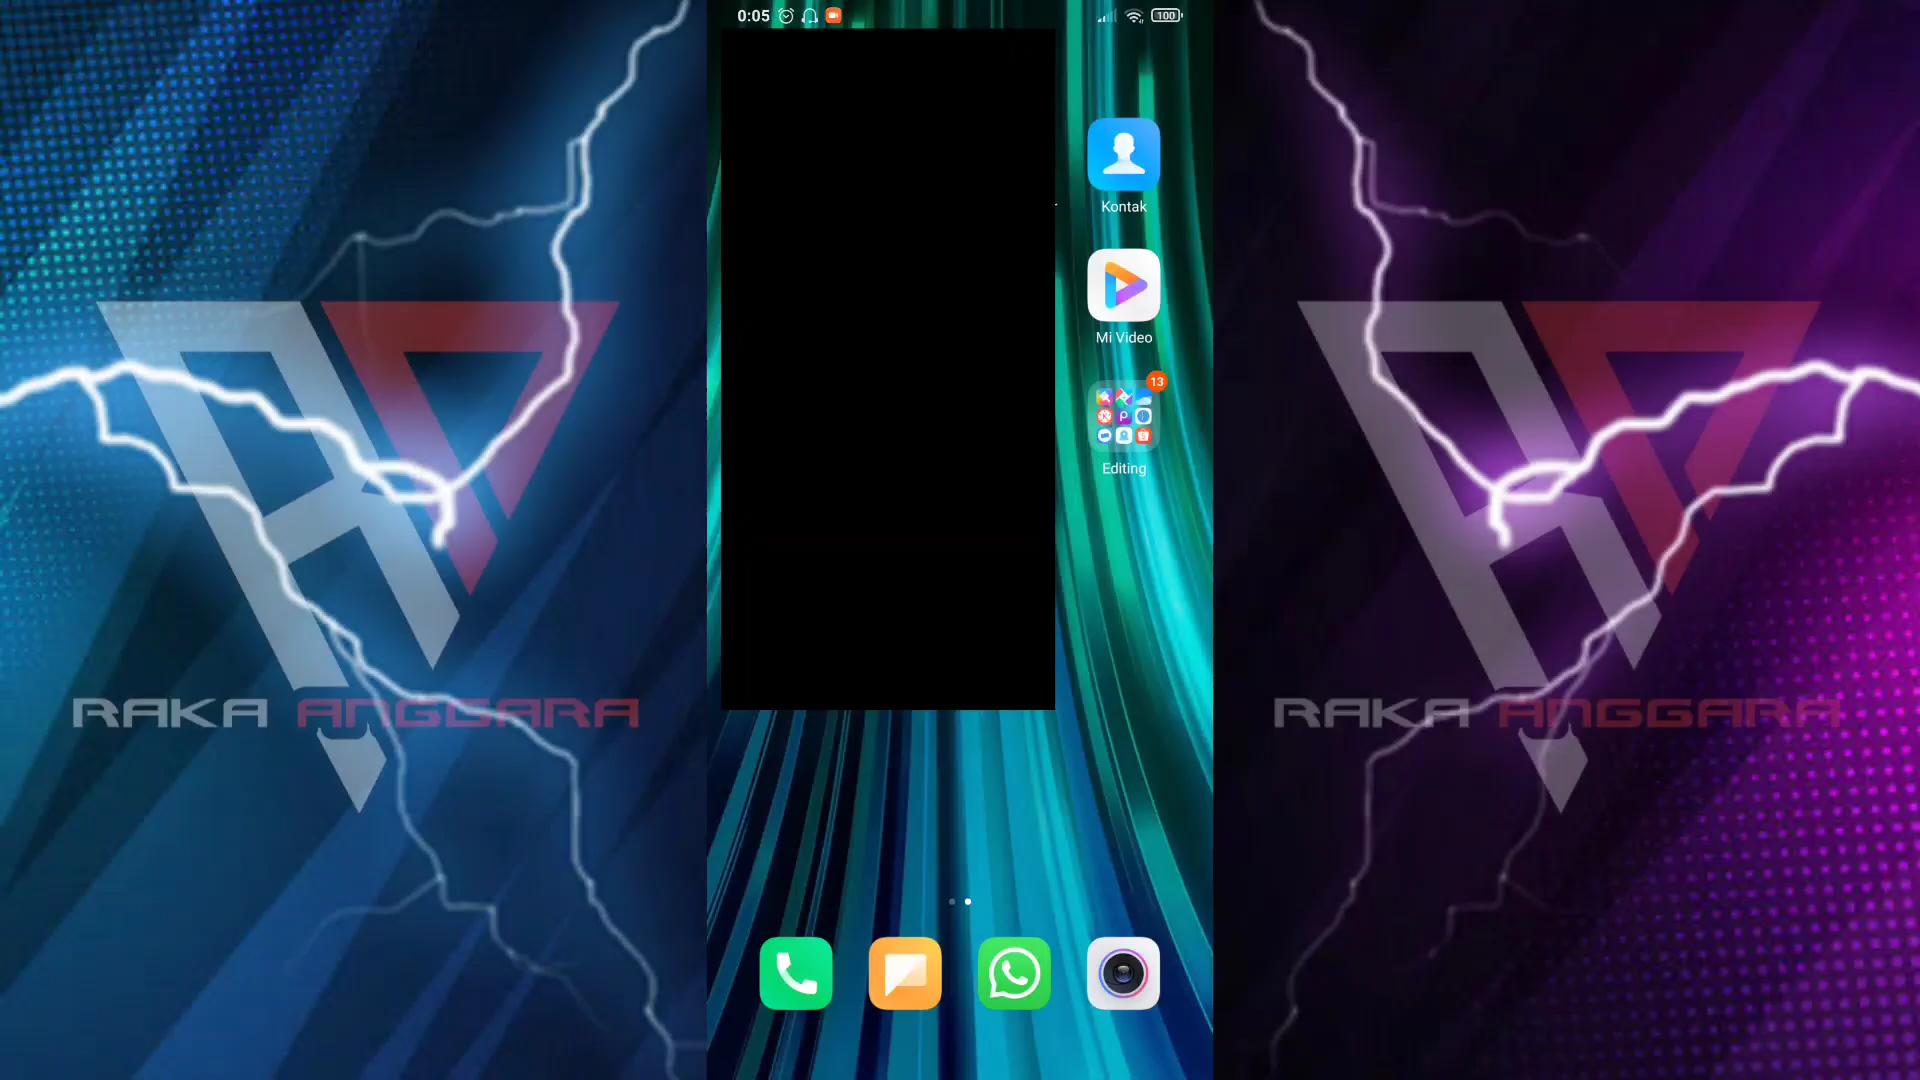 0:05
100
Kontak
Mi Video
13
Editing
RAKA ANGGARA
RAKA ANGGARA